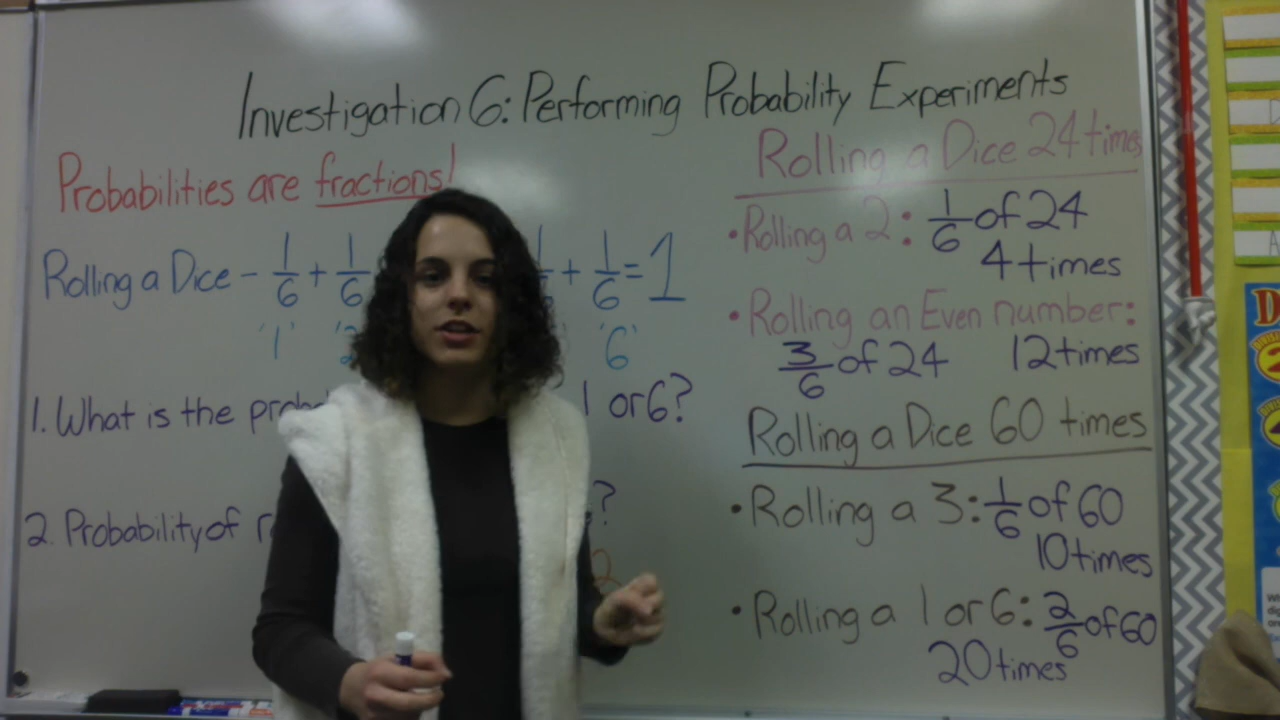 Investigation 6: Performing Probability Experiments
Probabilities are fractions!
Rolling a Dice - 1/6 + 1/6 + 1/6 = 1
'1' '2 '6'
1. What is the 1 or 6?
2. Probability of ?
2
Rolling a Dice 24 times
• Rolling a 2: 1/6 of 24
4 times
• Rolling an Even number:
3/6 of 24 12 times
Rolling a Dice 60 times
• Rolling a 3: 1/6 of 60
10 times
• Rolling a 1 or 6: 2/6 of 60
20 times